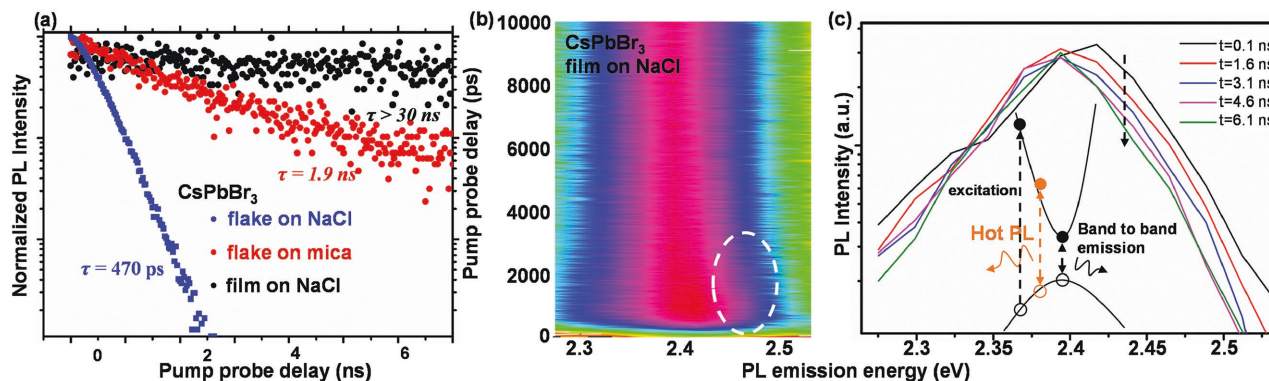 (a)
Normalized PL Intensity
τ > 30 ns
τ = 1.9 ns
CsPbBr3
flake on NaCl
flake on mica
film on NaCl
τ = 470 ps
0 2 4 6
Pump probe delay (ns)
(b)
Pump probe delay (ps)
10000
8000
6000
4000
2000
0
CsPbBr3
film on NaCl
2.3 2.4 2.5
PL emission energy (eV)
(c)
PL Intensity (a.u.)
t=0.1 ns
t=1.6 ns
t=3.1 ns
t=4.6 ns
t=6.1 ns
excitation
Hot PL
Band to band
emission
2.3 2.35 2.4 2.45 2.5